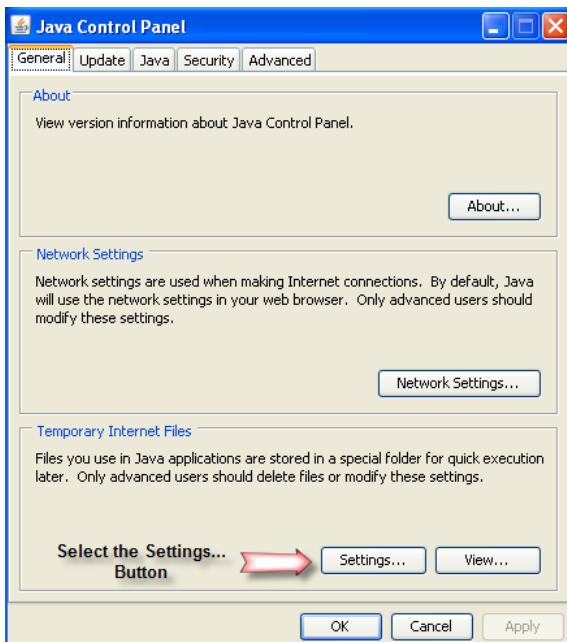 Java Control Panel
General Update Java Security Advanced
About
View version information about Java Control Panel.
About...
Network Settings
Network settings are used when making Internet connections. By default, Java
will use the network settings in your web browser. Only advanced users should
modify these settings.
Network Settings...
Temporary Internet Files
Files you use in Java applications are stored in a special folder for quick execution
later. Only advanced users should delete files or modify these settings.
Select the Settings...
Button
Settings... View...
OK Cancel Apply